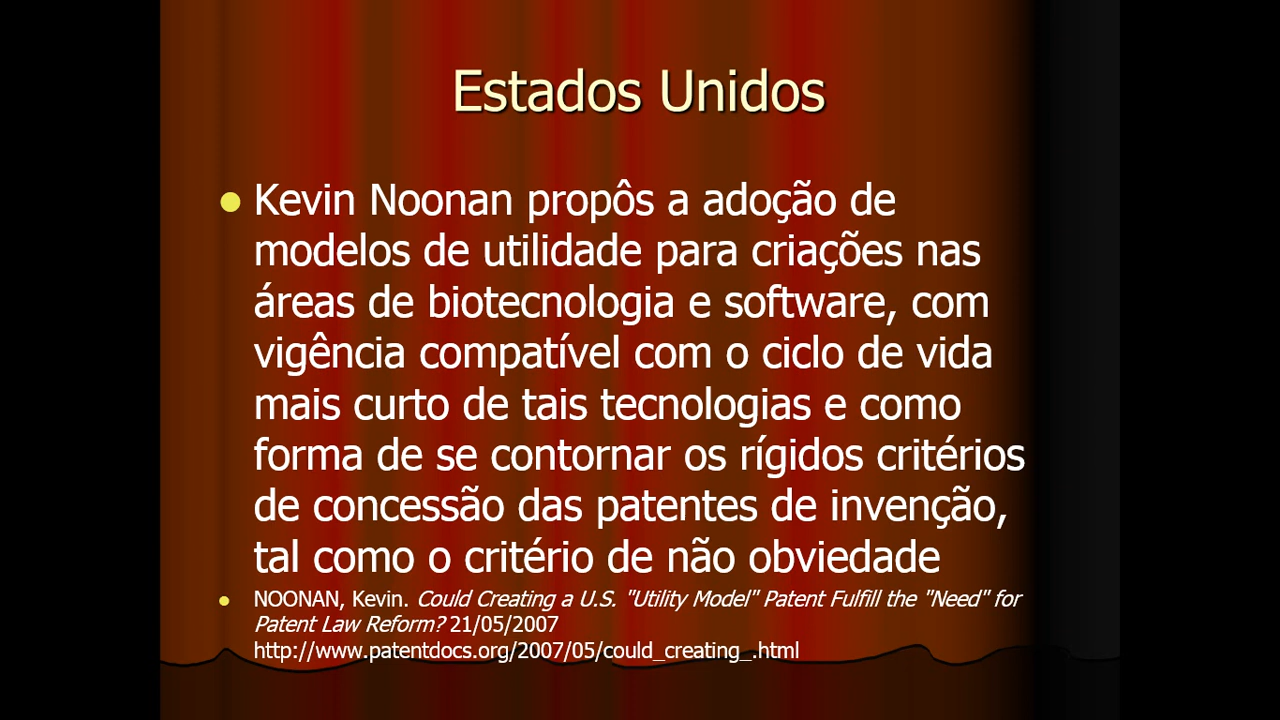 Estados Unidos
Kevin Noonan propôs a adoção de
modelos de utilidade para criações nas
áreas de biotecnologia e software, com
vigência compatível com o ciclo de vida
mais curto de tais tecnologias e como
forma de se contornar os rígidos critérios
de concessão das patentes de invenção,
tal como o critério de não obviedade
NOONAN, Kevin. Could Creating a U.S. "Utility Model" Patent Fulfill the "Need" for
Patent Law Reform? 21/05/2007
http://www.patentdocs.org/2007/05/could_creating_.html